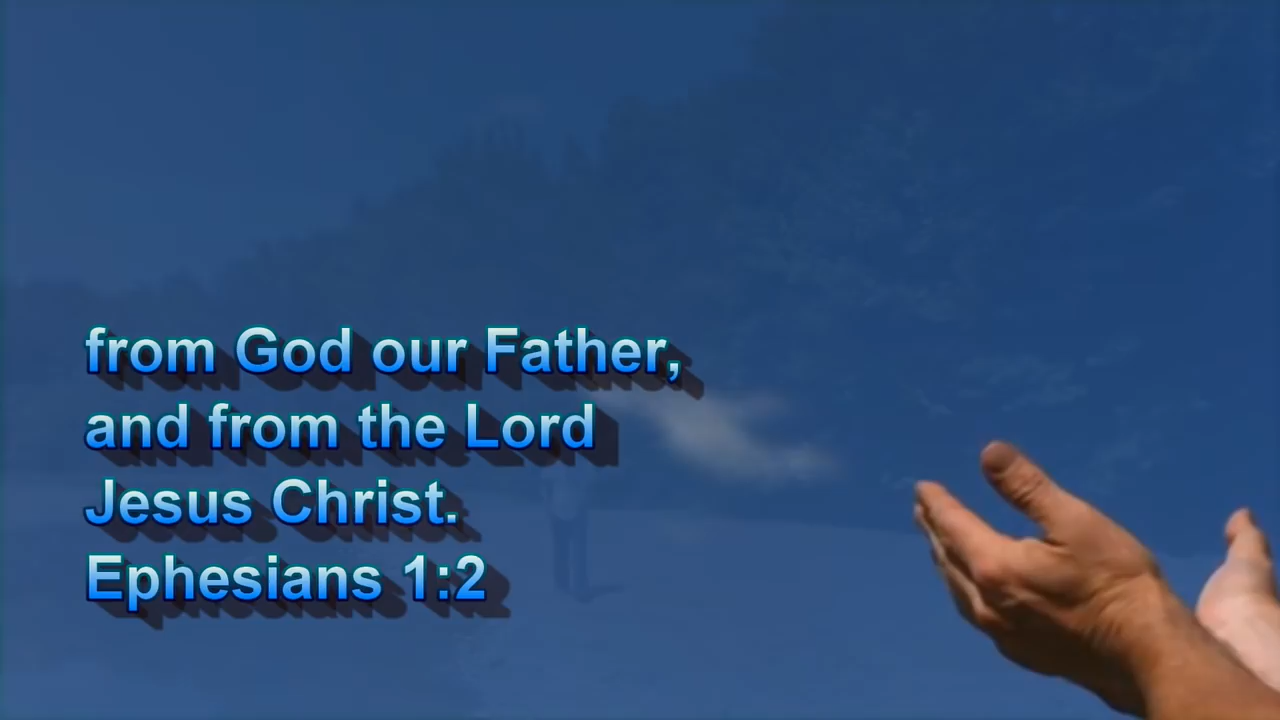 from God our Father,
and from the Lord
Jesus Christ.
Ephesians 1:2